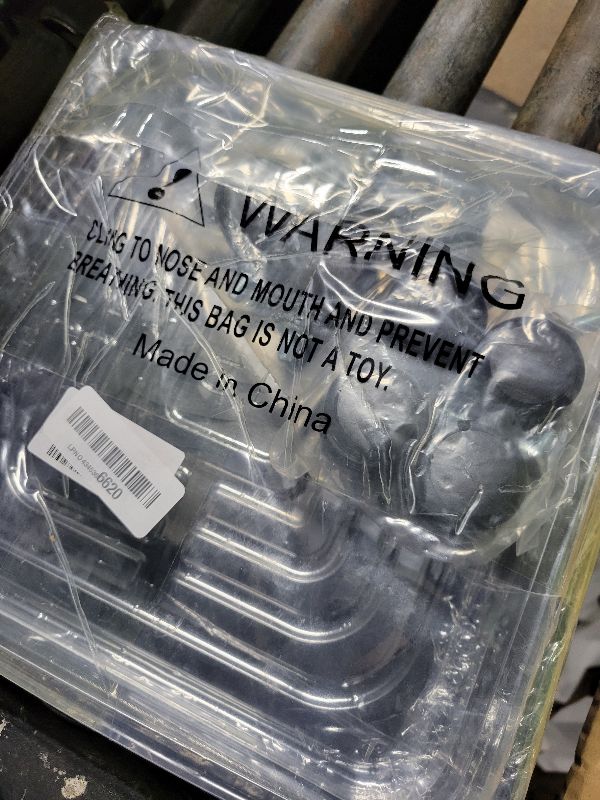 ! WARNING
CLING TO NOSE AND MOUTH AND PREVENT
BREATHING. THIS BAG IS NOT A TOY.
Made in China
6620